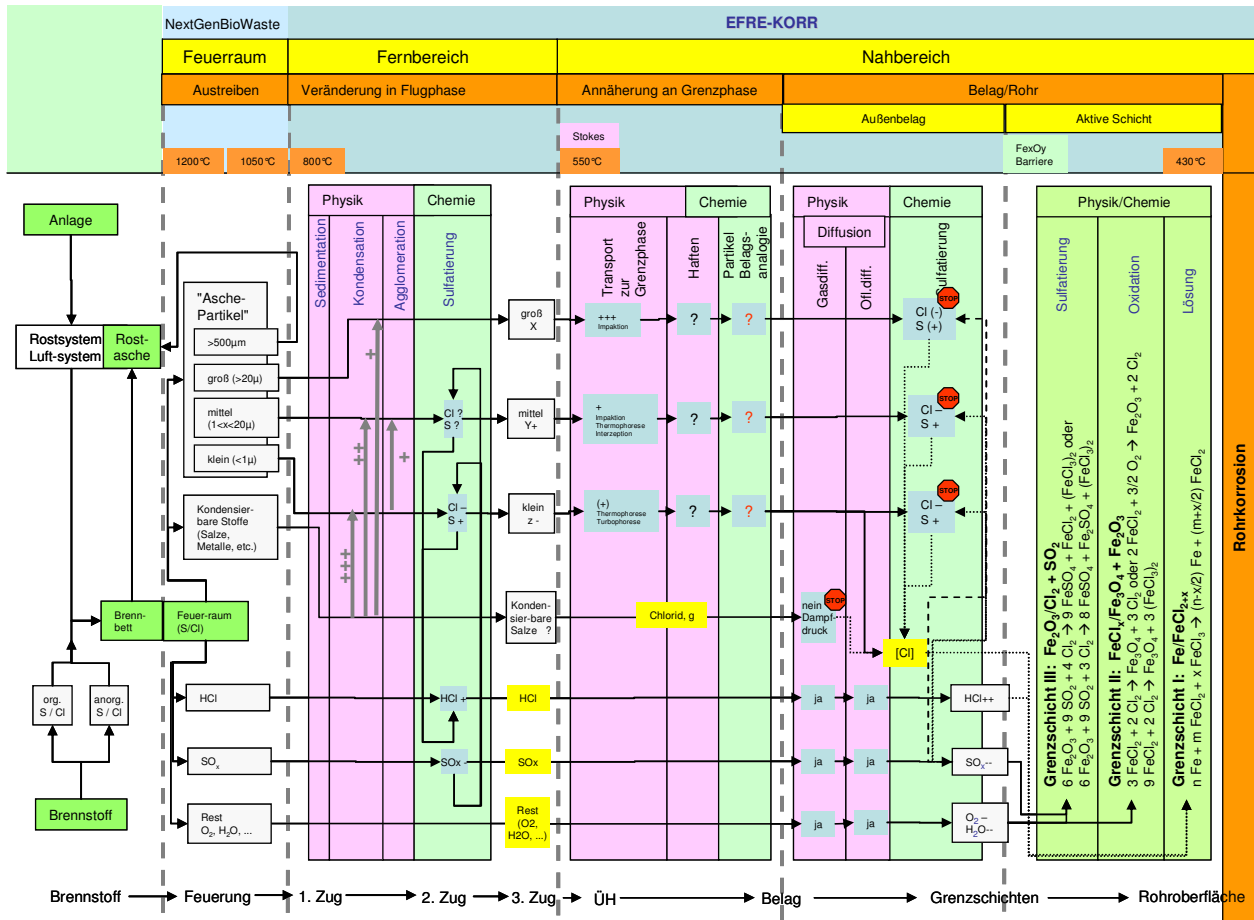 NextGenBioWaste
EFRE-KORR
Feuerraum
Fernbereich
Nahbereich
Austreiben
Veränderung in Flugphase
Annäherung an Grenzphase
Belag/Rohr
Außenbelag
Aktive Schicht
Stokes
FexOy
Barriere
1200°C
1050°C
800°C
550°C
430°C
Anlage
Rostsystem
Luft-system
Rost-
asche
Brenn-
bett
Feuer-raum
(S/Cl)
org.
S / Cl
anorg.
S / Cl
Brennstoff
"Asche-
Partikel"
>500µm
groß (>20µ)
mittel
(1<x<20µ)
klein (<1µ)
Kondensier-
bare Stoffe
(Salze,
Metalle, etc.)
HCl
SOₓ
Rest
O₂, H₂O, ...
Physik
Chemie
Sedimentation
Kondensation
Agglomeration
Sulfatierung
+
++
+
+++
Cl ?
S ?
Cl –
S +
HCl +
SOx -
groß
X
mittel
Y+
klein
z -
Kondensier-bare
Salze ?
HCl
SOx
Rest
(O2,
H2O, ...)
Physik
Chemie
Transport
zur
Grenzphase
Haften
Partikel
Belags-
analogie
+++
Impaktion
?
?
+
Impaktion
Thermophorese
Interzeption
?
?
(+)
Thermophorese
Turbophorese
?
?
Chlorid, g
Physik
Chemie
Diffusion
Gasdiff.
Ofl.diff.
Sulfatierung
STOP
Cl (-)
S (+)
STOP
Cl –
S +
STOP
Cl –
S +
STOP
nein
Dampf-
druck
[Cl]
ja
ja
HCl++
ja
ja
SOₓ--
ja
ja
O₂ –
H₂O--
Physik/Chemie
Sulfatierung
Oxidation
Lösung
Grenzschicht III: Fe₂O₃/Cl₂ + SO₂
6 Fe₂O₃ + 9 SO₂ + 4 Cl₂ → 9 FeSO₄ + FeCl₂ + (FeCl₃)₂ oder
6 Fe₂O₃ + 9 SO₂ + 3 Cl₂ → 8 FeSO₄ + Fe₂SO₄ + (FeCl₃)₂
Grenzschicht II: FeClₓ/Fe₃O₄ + Fe₂O₃
3 FeCl₂ + 2 Cl₂ → Fe₃O₄ + 3 Cl₂ oder 2 FeCl₂ + 3/2 O₂ → Fe₂O₃ + 2 Cl₂
9 FeCl₂ + 2 Cl₂ → Fe₃O₄ + 3 (FeCl₃)₂
Grenzschicht I: Fe/FeCl₂₊ₓ
n Fe + m FeCl₂ + x FeCl₃ → (n-x/2) Fe + (m+x/2) FeCl₂
Rohrkorrosion
Brennstoff
Feuerung
1. Zug
2. Zug
3. Zug
ÜH
Belag
Grenzschichten
Rohroberfläche